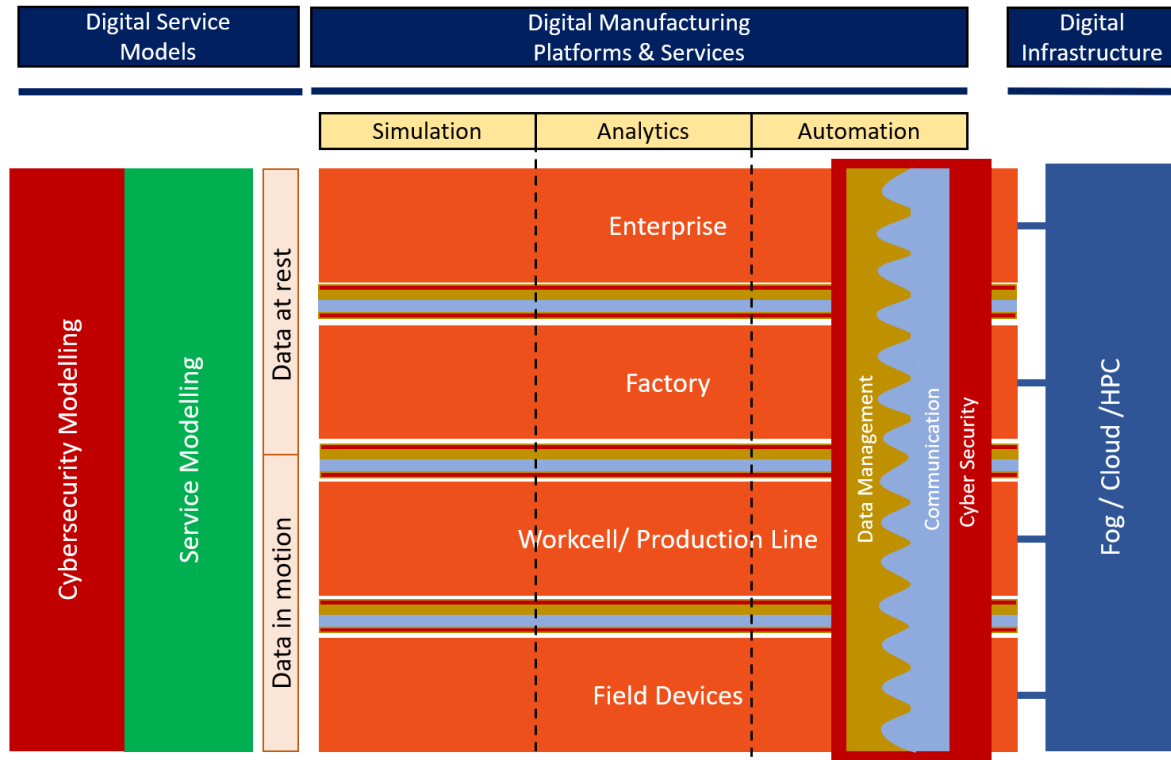 Digital Service
Models
Digital Manufacturing
Platforms & Services
Digital
Infrastructure
Simulation
Analytics
Automation
Cybersecurity Modelling
Service Modelling
Data at rest
Data in motion
Enterprise
Factory
Workcell/ Production Line
Field Devices
Data Management
Communication
Cyber Security
Fog / Cloud /HPC